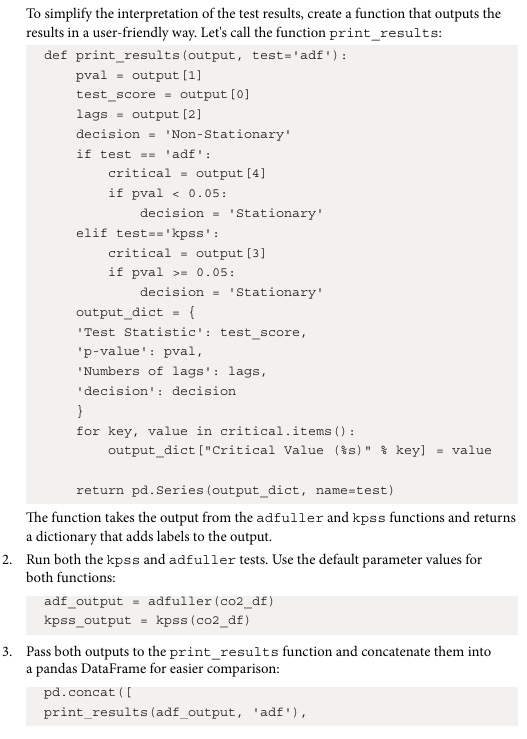 To simplify the interpretation of the test results, create a function that outputs the
results in a user-friendly way. Let's call the function print_results:
def print_results(output, test='adf'):
    pval = output[1]
    test_score = output[0]
    lags = output[2]
    decision = 'Non-Stationary'
    if test == 'adf':
        critical = output[4]
        if pval < 0.05:
            decision = 'Stationary'
    elif test=='kpss':
        critical = output[3]
        if pval >= 0.05:
            decision = 'Stationary'
    output_dict = {
    'Test Statistic': test_score,
    'p-value': pval,
    'Numbers of lags': lags,
    'decision': decision
    }
    for key, value in critical.items():
        output_dict["Critical Value (%s)" % key] = value
    return pd.Series(output_dict, name=test)
The function takes the output from the adfuller and kpss functions and returns
a dictionary that adds labels to the output.
2. Run both the kpss and adfuller tests. Use the default parameter values for
both functions:
adf_output = adfuller(co2_df)
kpss_output = kpss(co2_df)
3. Pass both outputs to the print_results function and concatenate them into
a pandas DataFrame for easier comparison:
pd.concat([
print_results(adf_output, 'adf'),